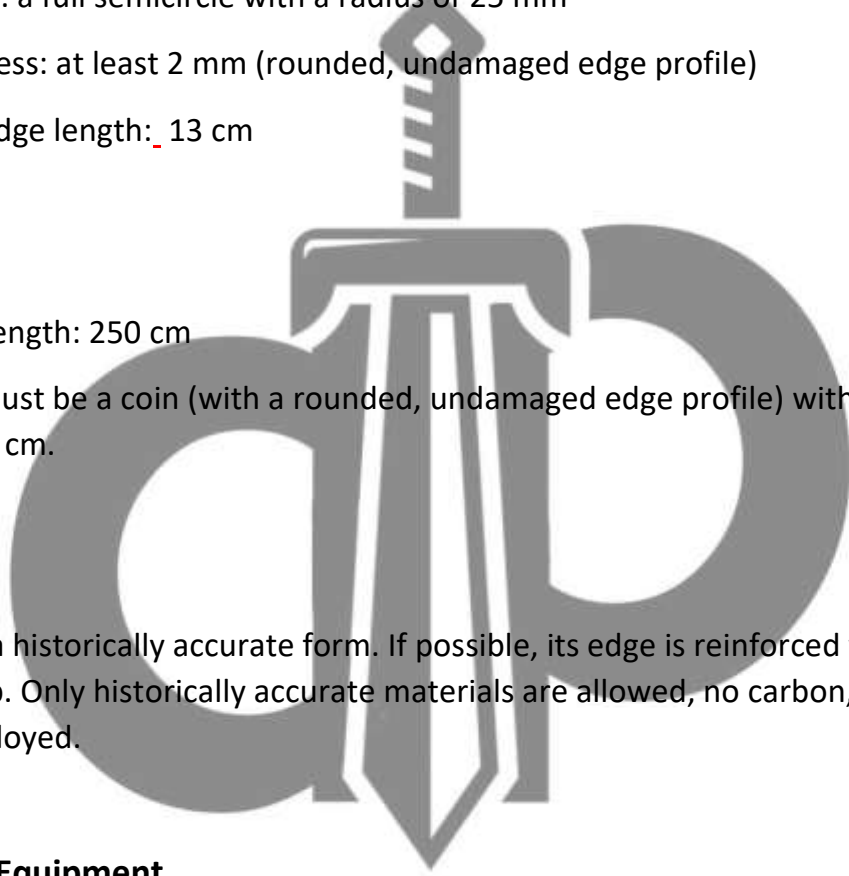 : a full semicircle with a radius of 25 mm
ess: at least 2 mm (rounded, undamaged edge profile)
dge length: 13 cm
ength: 250 cm
ust be a coin (with a rounded, undamaged edge profile) with
cm.
historically accurate form. If possible, its edge is reinforced
. Only historically accurate materials are allowed, no carbon,
loyed.
Equipment